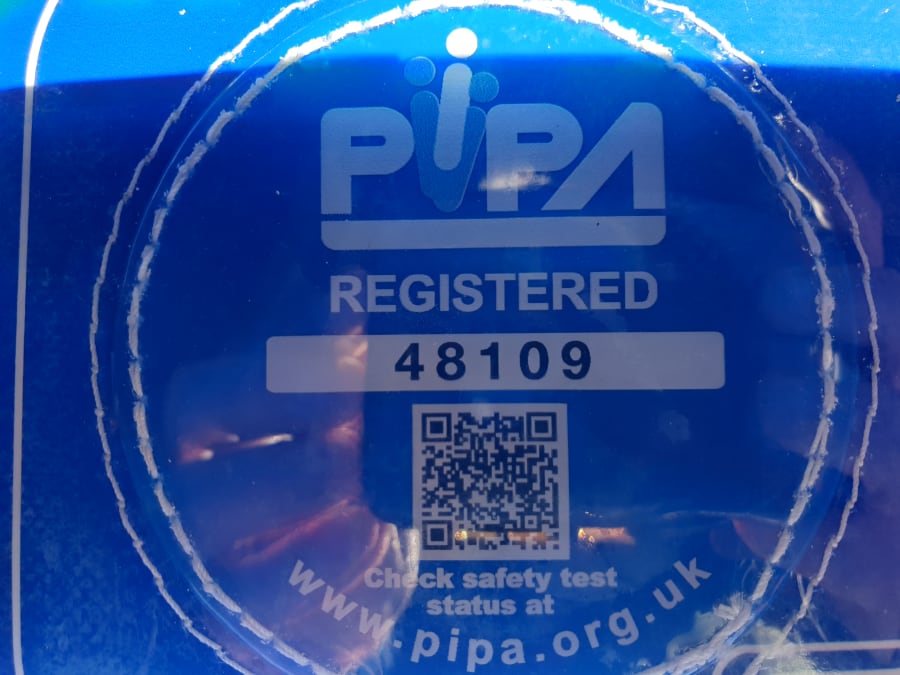 PIPA
REGISTERED
48109
Check safety test
status at
www.pipa.org.uk